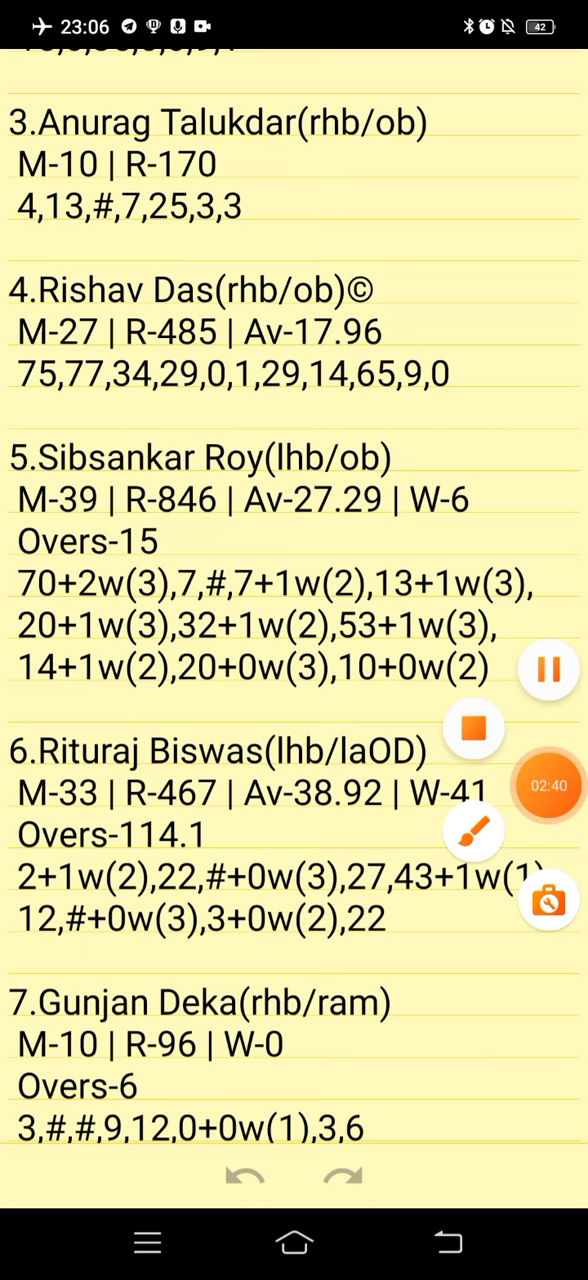 23:06
42
3.Anurag Talukdar(rhb/ob)
M-10 | R-170
4,13,#,7,25,3,3
4.Rishav Das(rhb/ob)©
M-27 | R-485 | Av-17.96
75,77,34,29,0,1,29,14,65,9,0
5.Sibsankar Roy(lhb/ob)
M-39 | R-846 | Av-27.29 | W-6
Overs-15
70+2w(3),7,#,7+1w(2),13+1w(3),
20+1w(3),32+1w(2),53+1w(3),
14+1w(2),20+0w(3),10+0w(2)
6.Rituraj Biswas(lhb/laOD)
M-33 | R-467 | Av-38.92 | W-41
02:40
Overs-114.1
2+1w(2),22,#+0w(3),27,43+1w(1)
12,#+0w(3),3+0w(2),22
7.Gunjan Deka(rhb/ram)
M-10 | R-96 | W-0
Overs-6
3,#,#,9,12,0+0w(1),3,6